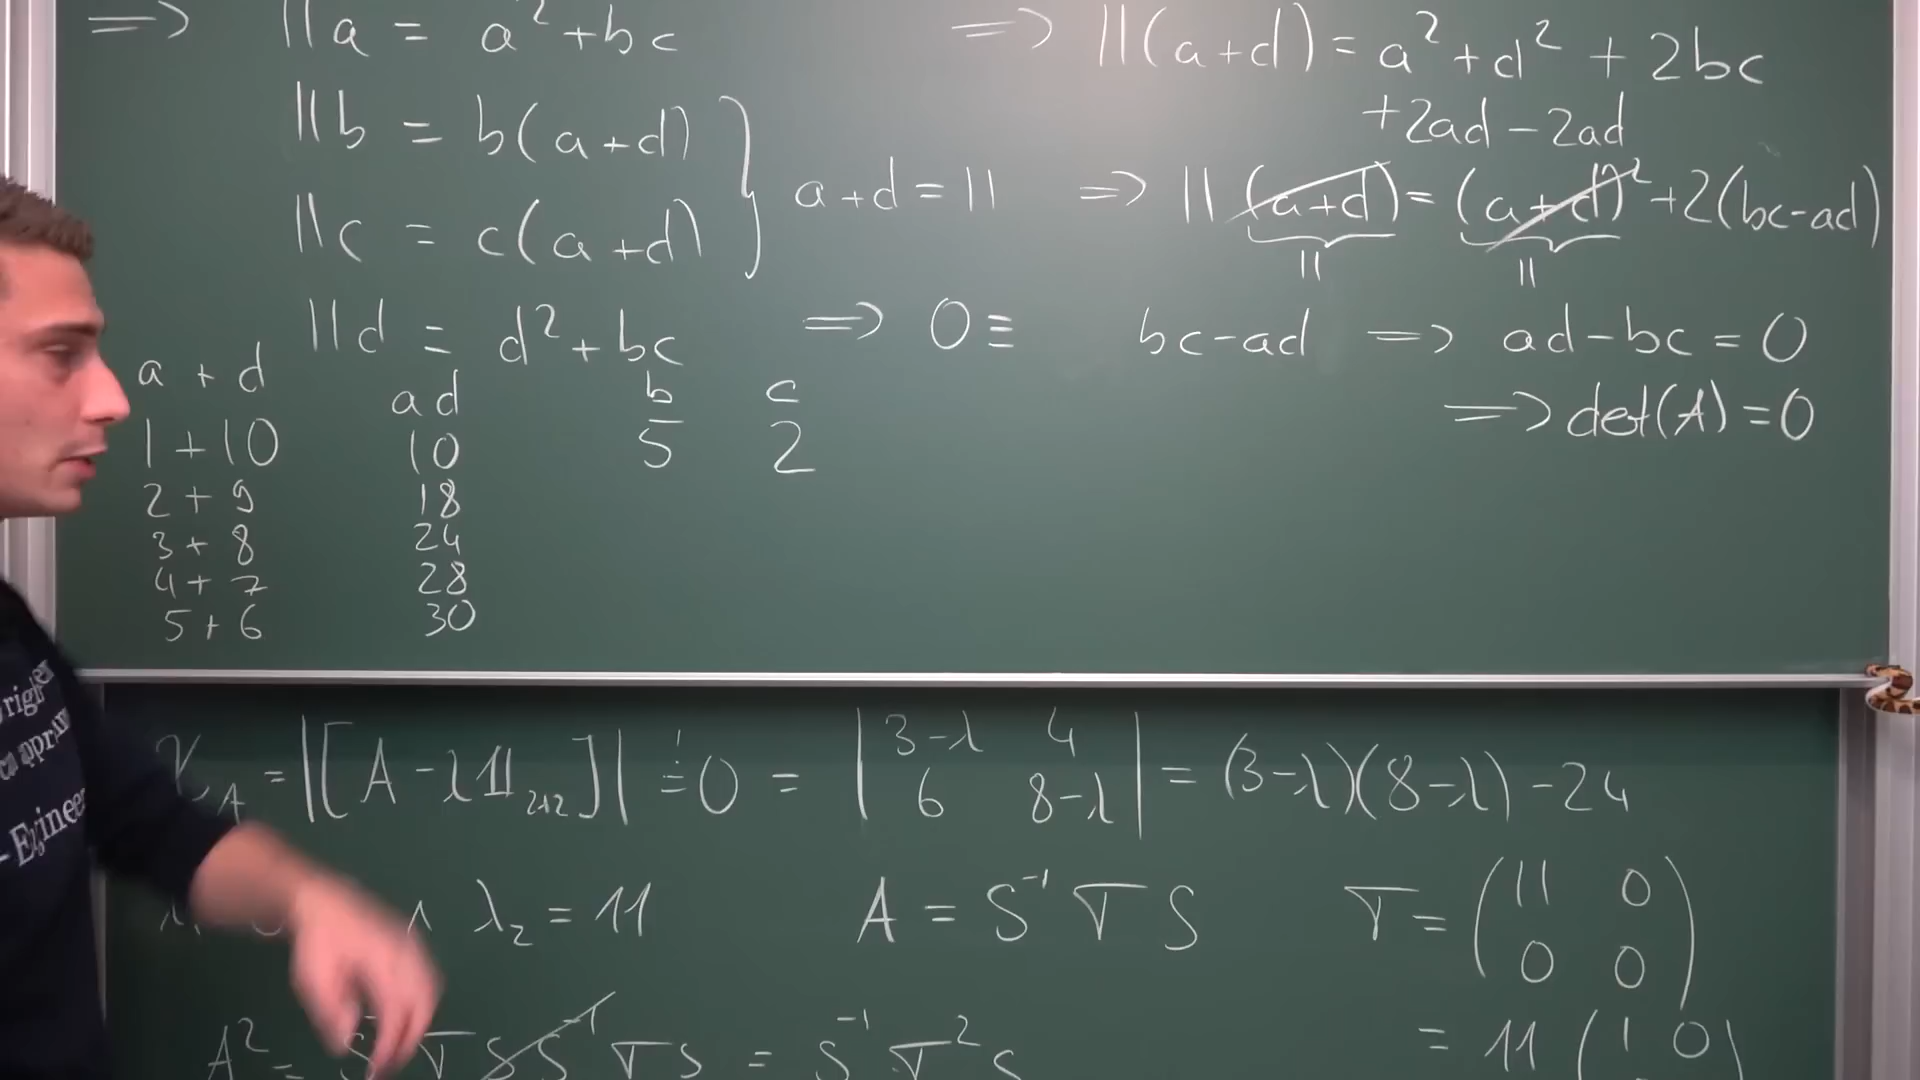 => 11a = a² + bc => 11(a+d) = a² + d² + 2bc
+2ad − 2ad
11b = b(a+d)
11c = c(a+d) } a+d = 11 => 11(a+d) = (a+d)² + 2(bc−ad)
11 11
11d = d² + bc => 0 ≡ bc−ad => ad−bc = 0
=> det(A) = 0
a + d ad b c
1 + 10 10 5 2
2 + 9 18
3 + 8 24
4 + 7 28
5 + 6 30
χ_A = |[A − λ𝟙₂ₓ₂]| ≟ 0 = | 3−λ 4 | = (3−λ)(8−λ) − 24
| 6 8−λ |
λ₂ = 11 A = S⁻¹ T S T = ( 11 0 )
( 0 0 )
A² = S⁻¹ T S S⁻¹ T S = S⁻¹ T² S = 11 ( 1 0 )